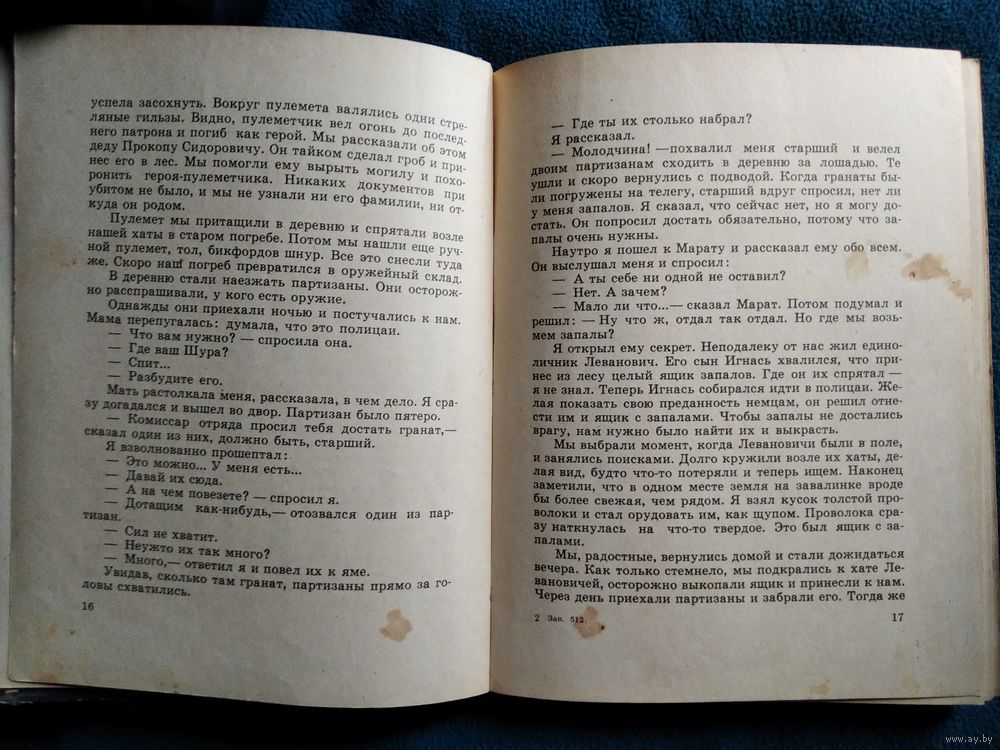 успела засохнуть. Вокруг пулемета валялись одни стре-
ляные гильзы. Видно, пулеметчик вел огонь до послед-
него патрона и погиб как герой. Мы рассказали об этом
деду Прокопу Сидоровичу. Он тайком сделал гроб и при-
нес его в лес. Мы помогли ему вырыть могилу и похо-
ронить героя-пулеметчика. Никаких документов при
убитом не было, и мы не узнали ни его фамилии, ни от-
куда он родом.
Пулемет мы притащили в деревню и спрятали возле
нашей хаты в старом погребе. Потом мы нашли еще руч-
ной пулемет, тол, бикфордов шнур. Все это снесли туда
же. Скоро наш погреб превратился в оружейный склад.
В деревню стали наезжать партизаны. Они осторож-
но расспрашивали, у кого есть оружие.
Однажды они приехали ночью и постучались к нам.
Мама перепугалась: думала, что это полицаи.
— Что вам нужно? — спросила она.
— Где ваш Шура?
— Спит...
— Разбудите его.
Мать растолкала меня, рассказала, в чем дело. Я сра-
зу догадался и вышел во двор. Партизан было пятеро.
— Комиссар отряда просил тебя достать гранат,—
сказал один из них, должно быть, старший.
Я взволнованно прошептал:
— Это можно... У меня есть...
— Давай их сюда.
— А на чем повезете? — спросил я.
— Дотащим как-нибудь,— отозвался один из пар-
тизан.
— Сил не хватит.
— Неужто их так много?
— Много,— ответил я и повел их к яме.
Увидав, сколько там гранат, партизаны прямо за го-
ловы схватились.
16
— Где ты их столько набрал?
Я рассказал.
— Молодчина! —похвалил меня старший и велел
двоим партизанам сходить в деревню за лошадью. Те
ушли и скоро вернулись с подводой. Когда гранаты бы-
ли погружены на телегу, старший вдруг спросил, нет ли
у меня запалов. Я сказал, что сейчас нет, но я могу до-
стать. Он попросил достать обязательно, потому что за-
палы очень нужны.
Наутро я пошел к Марату и рассказал ему обо всем.
Он выслушал меня и спросил:
— А ты себе ни одной не оставил?
— Нет. А зачем?
— Мало ли что...— сказал Марат. Потом подумал и
решил: — Ну что ж, отдал так отдал. Но где мы возь-
мем запалы?
Я открыл ему секрет. Неподалеку от нас жил едино-
личник Леванович. Его сын Игнась хвалился, что при-
нес из лесу целый ящик запалов. Где он их спрятал —
я не знал. Теперь Игнась собирался идти в полицаи. Же-
лая показать свою преданность немцам, он решил отне-
сти им и ящик с запалами. Чтобы запалы не достались
врагу, нам нужно было найти их и выкрасть.
Мы выбрали момент, когда Левановичи были в поле,
и занялись поисками. Долго кружили возле их хаты, де-
лая вид, будто что-то потеряли и теперь ищем. Наконец
заметили, что в одном месте земля на завалинке вроде
бы более свежая, чем рядом. Я взял кусок толстой про-
волоки и стал орудовать им, как щупом. Проволока сра-
зу наткнулась на что-то твердое. Это был ящик с за-
палами.
Мы, радостные, вернулись домой и стали дожидаться
вечера. Как только стемнело, мы подкрались к хате Ле-
вановичей, осторожно выкопали ящик и принесли к нам.
Через день приехали партизаны и забрали его. Тогда же
2 Зак. 512.
17
www.ay.by